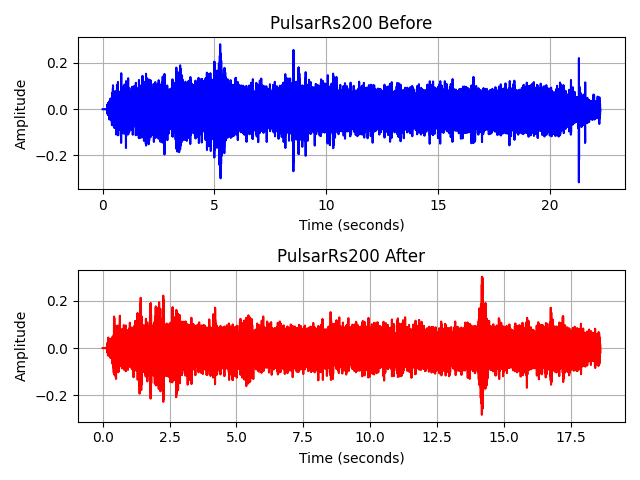 PulsarRs200 Before
Amplitude
0.2
0.0
−0.2
0 5 10 15 20
Time (seconds)
PulsarRs200 After
Amplitude
0.2
0.0
−0.2
0.0 2.5 5.0 7.5 10.0 12.5 15.0 17.5
Time (seconds)